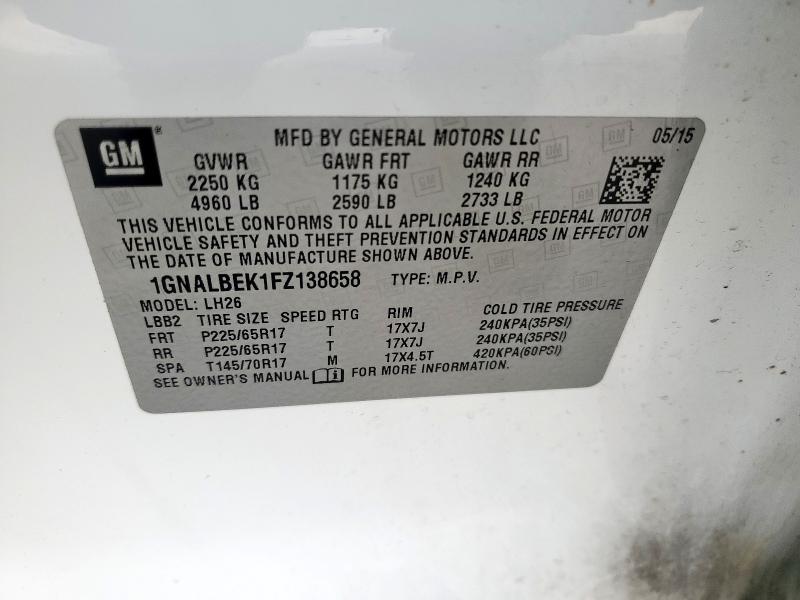 GM ® MFD BY GENERAL MOTORS LLC 05/15
GVWR GAWR FRT GAWR RR
2250 KG 1175 KG 1240 KG
4960 LB 2590 LB 2733 LB
THIS VEHICLE CONFORMS TO ALL APPLICABLE U.S. FEDERAL MOTOR
VEHICLE SAFETY AND THEFT PREVENTION STANDARDS IN EFFECT ON
THE DATE OF MANUFACTURE SHOWN ABOVE.
1GNALBEK1FZ138658 TYPE: M.P.V.
MODEL: LH26
LBB2 TIRE SIZE SPEED RTG RIM COLD TIRE PRESSURE
FRT P225/65R17 T 17X7J 240KPA(35PSI)
RR P225/65R17 T 17X7J 240KPA(35PSI)
SPA T145/70R17 M 17X4.5T 420KPA(60PSI)
SEE OWNER'S MANUAL FOR MORE INFORMATION.